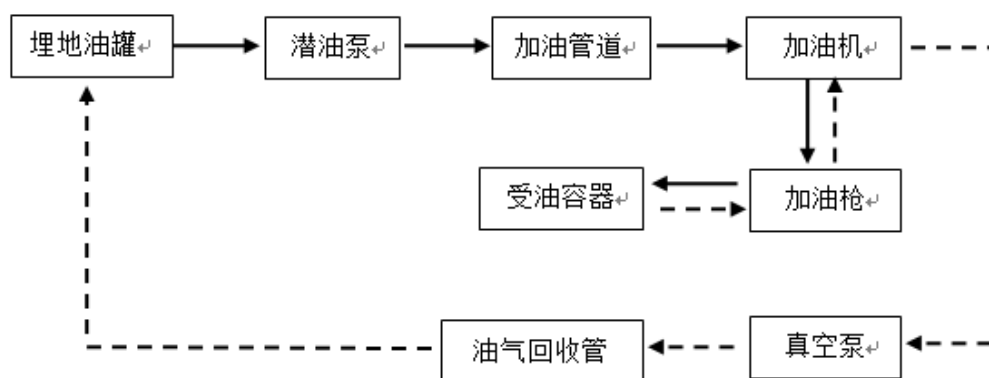 埋地油罐
潜油泵
加油管道
加油机
受油容器
加油枪
油气回收管
真空泵